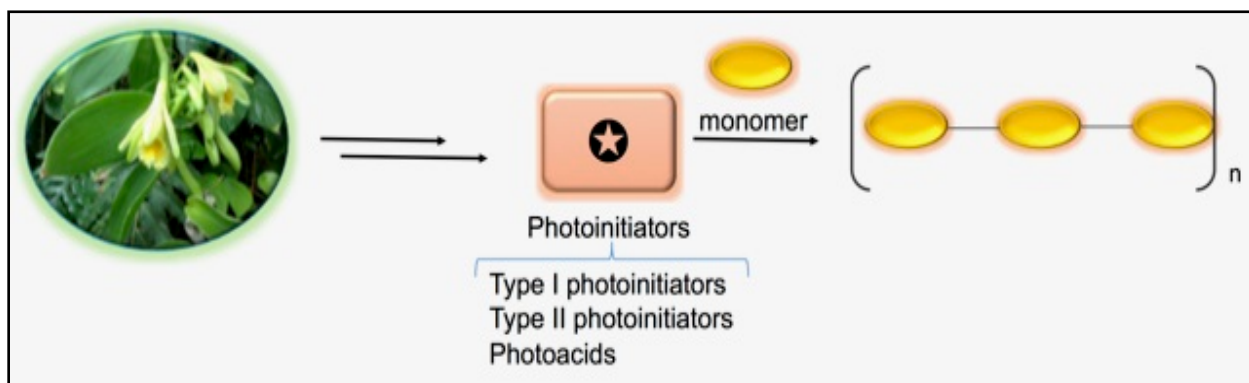 monomer
n
Photoinitiators
Type I photoinitiators
Type II photoinitiators
Photoacids